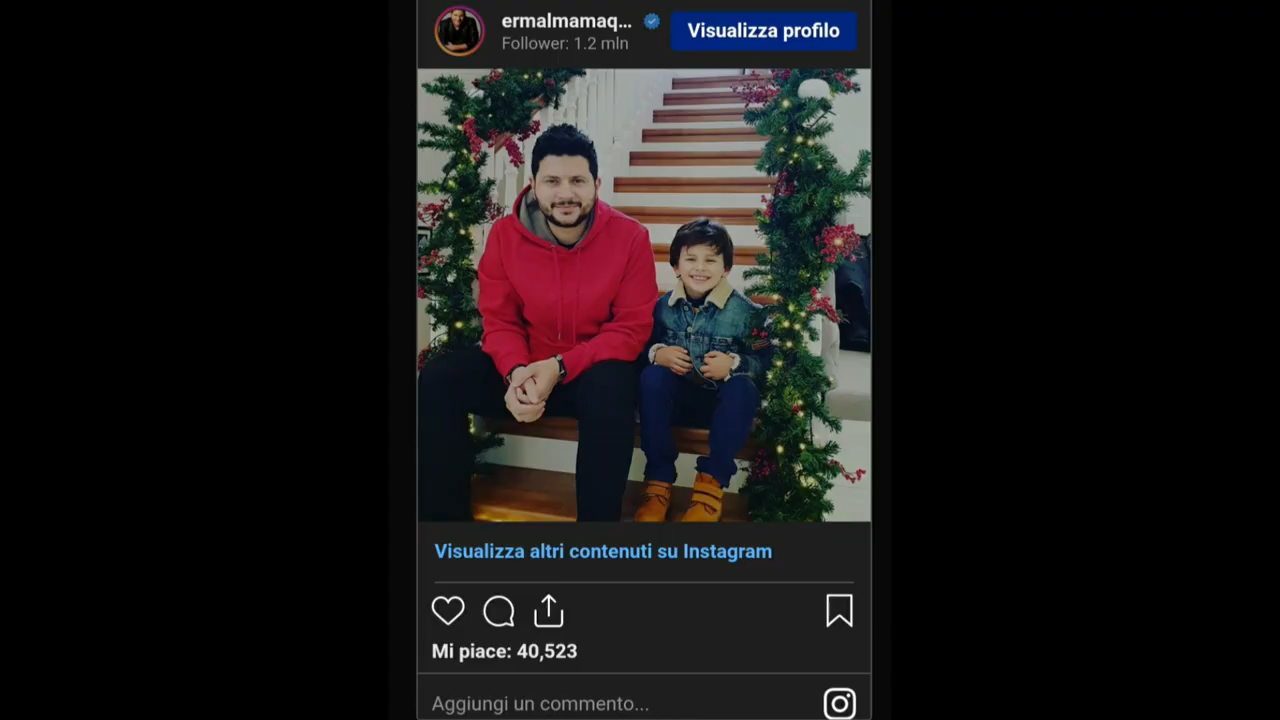 ermalmamaq...
Visualizza profilo
Follower: 1.2 mln
Visualizza altri contenuti su Instagram
Mi piace: 40,523
Aggiungi un commento...